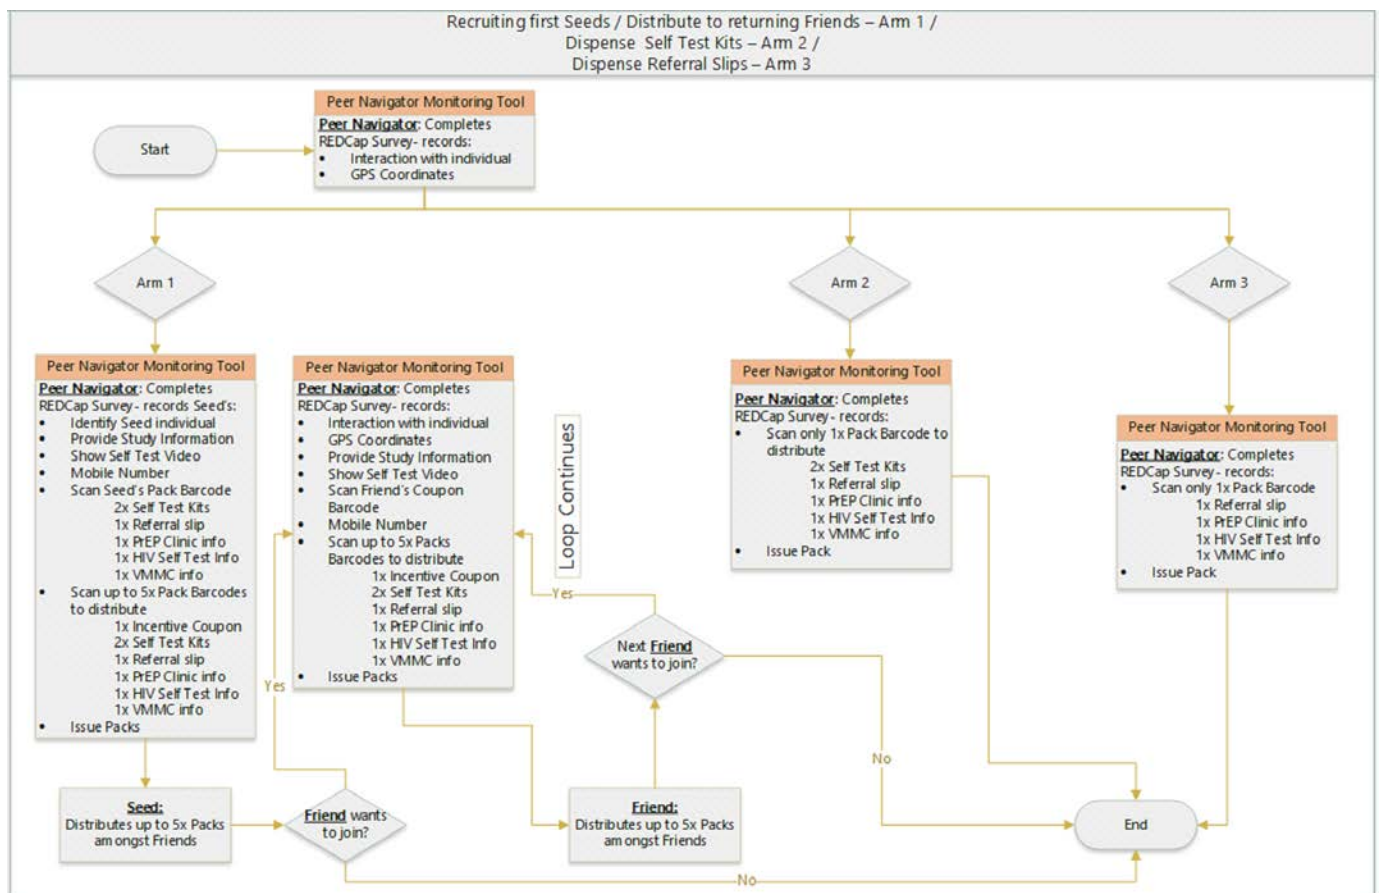 Recruiting first Seeds / Distribute to returning Friends – Arm 1 /
Dispense Self Test Kits – Arm 2 /
Dispense Referral Slips – Arm 3
Start
Peer Navigator Monitoring Tool
Peer Navigator: Completes
REDCap Survey- records:
• Interaction with individual
• GPS Coordinates
Arm 1
Arm 2
Arm 3
Peer Navigator Monitoring Tool
Peer Navigator: Completes
REDCap Survey- records Seed's:
• Identify Seed individual
• Provide Study Information
• Show Self Test Video
• Mobile Number
• Scan Seed's Pack Barcode
2x Self Test Kits
1x Referral slip
1x PrEP Clinic info
1x HIV Self Test Info
1x VMMC info
• Scan up to 5x Pack Barcodes
to distribute
1x Incentive Coupon
2x Self Test Kits
1x Referral slip
1x PrEP Clinic info
1x HIV Self Test Info
1x VMMC info
• Issue Packs
Peer Navigator Monitoring Tool
Peer Navigator: Completes
REDCap Survey- records:
• Interaction with individual
• GPS Coordinates
• Provide Study Information
• Show Self Test Video
• Scan Friend's Coupon
Barcode
• Mobile Number
• Scan up to 5x Packs
Barcodes to distribute
1x Incentive Coupon
2x Self Test Kits
1x Referral slip
1x PrEP Clinic info
1x HIV Self Test Info
1x VMMC info
• Issue Packs
Loop Continues
Peer Navigator Monitoring Tool
Peer Navigator: Completes
REDCap Survey- records:
• Scan only 1x Pack Barcode to
distribute
2x Self Test Kits
1x Referral slip
1x PrEP Clinic info
1x HIV Self Test Info
1x VMMC info
• Issue Pack
Peer Navigator Monitoring Tool
Peer Navigator: Completes
REDCap Survey- records:
• Scan only 1x Pack Barcode
1x Referral slip
1x PrEP Clinic info
1x HIV Self Test Info
1x VMMC info
• Issue Pack
Yes
Next Friend
wants to join?
Yes
No
Seed:
Distributes up to 5x Packs
amongst Friends
Friend wants
to join?
Friend:
Distributes up to 5x Packs
amongst Friends
End
No